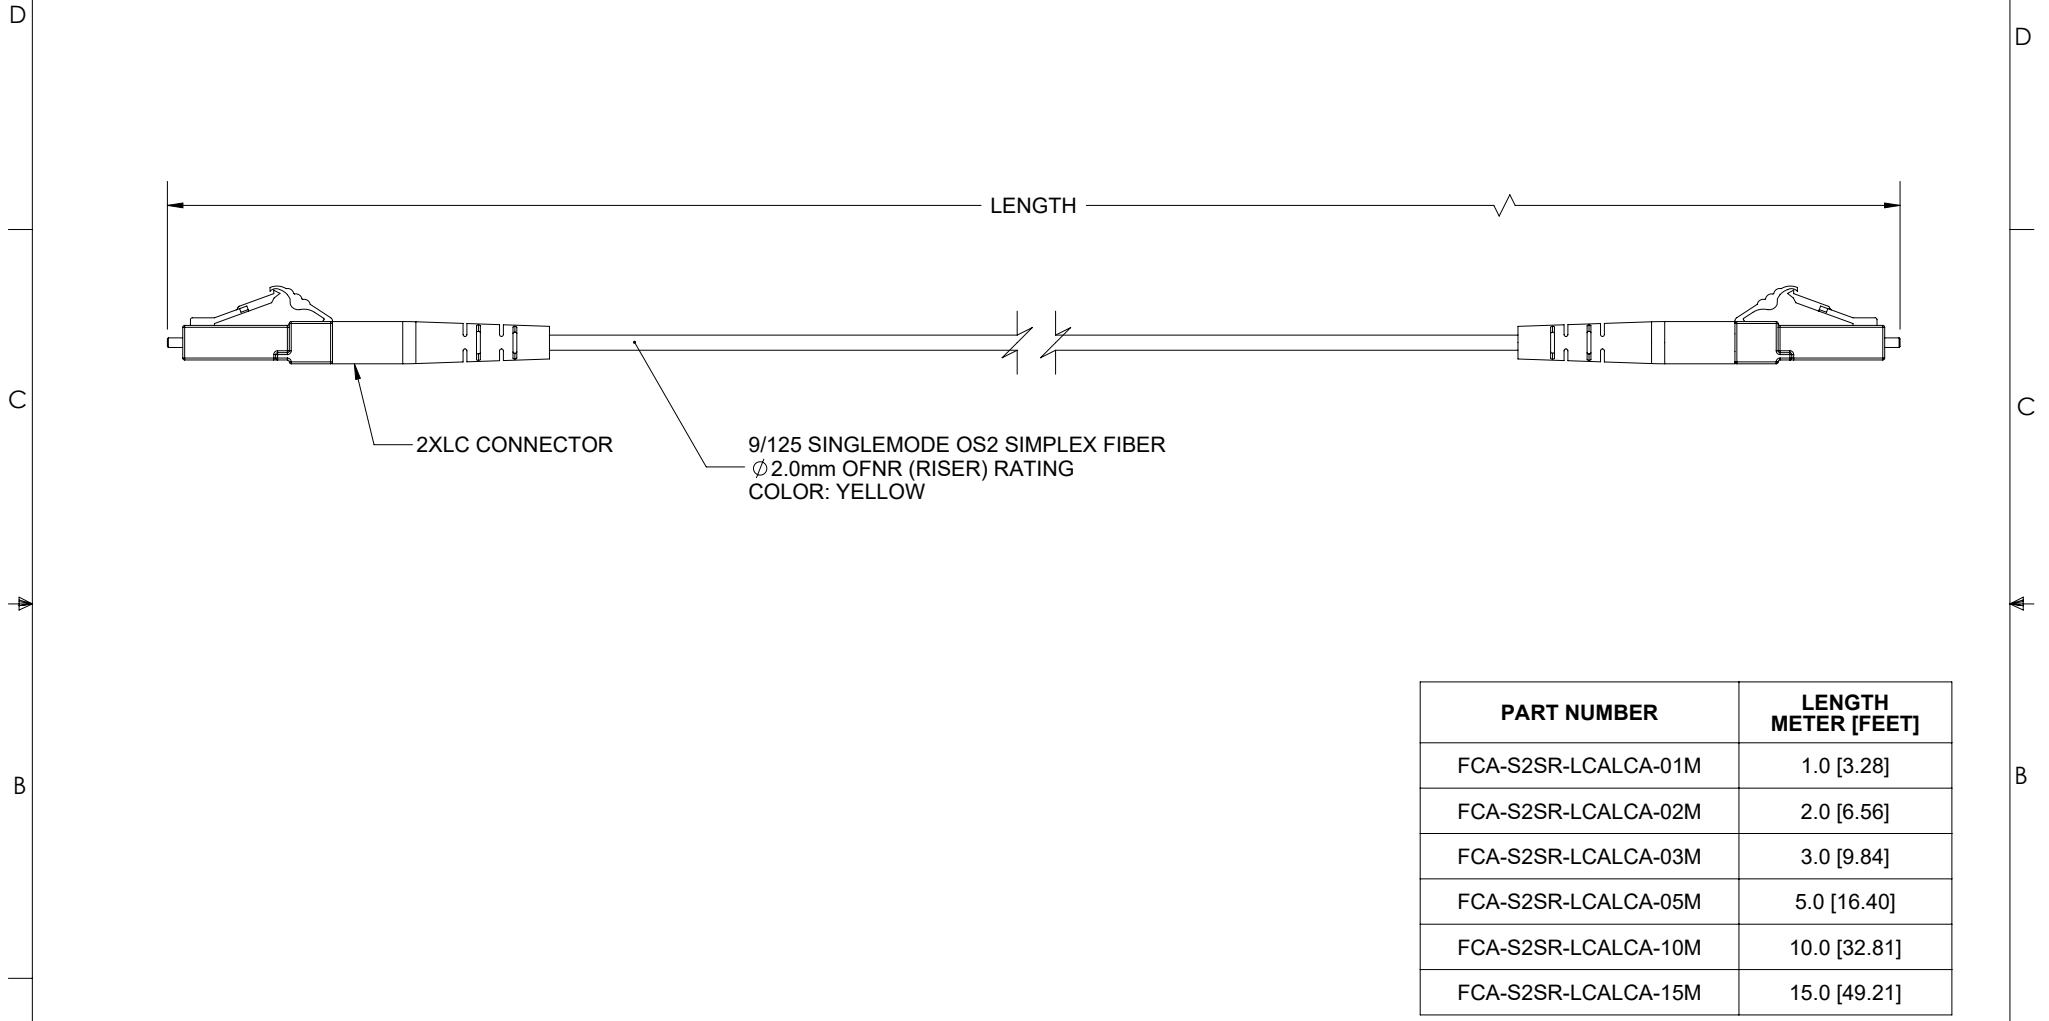 D
D
LENGTH
C
C
2XLC CONNECTOR
9/125 SINGLEMODE OS2 SIMPLEX FIBER
∅2.0mm OFNR (RISER) RATING
COLOR: YELLOW
B
B
PART NUMBER
LENGTH
METER [FEET]
FCA-S2SR-LCALCA-01M 1.0 [3.28]
FCA-S2SR-LCALCA-02M 2.0 [6.56]
FCA-S2SR-LCALCA-03M 3.0 [9.84]
FCA-S2SR-LCALCA-05M 5.0 [16.40]
FCA-S2SR-LCALCA-10M 10.0 [32.81]
FCA-S2SR-LCALCA-15M 15.0 [49.21]